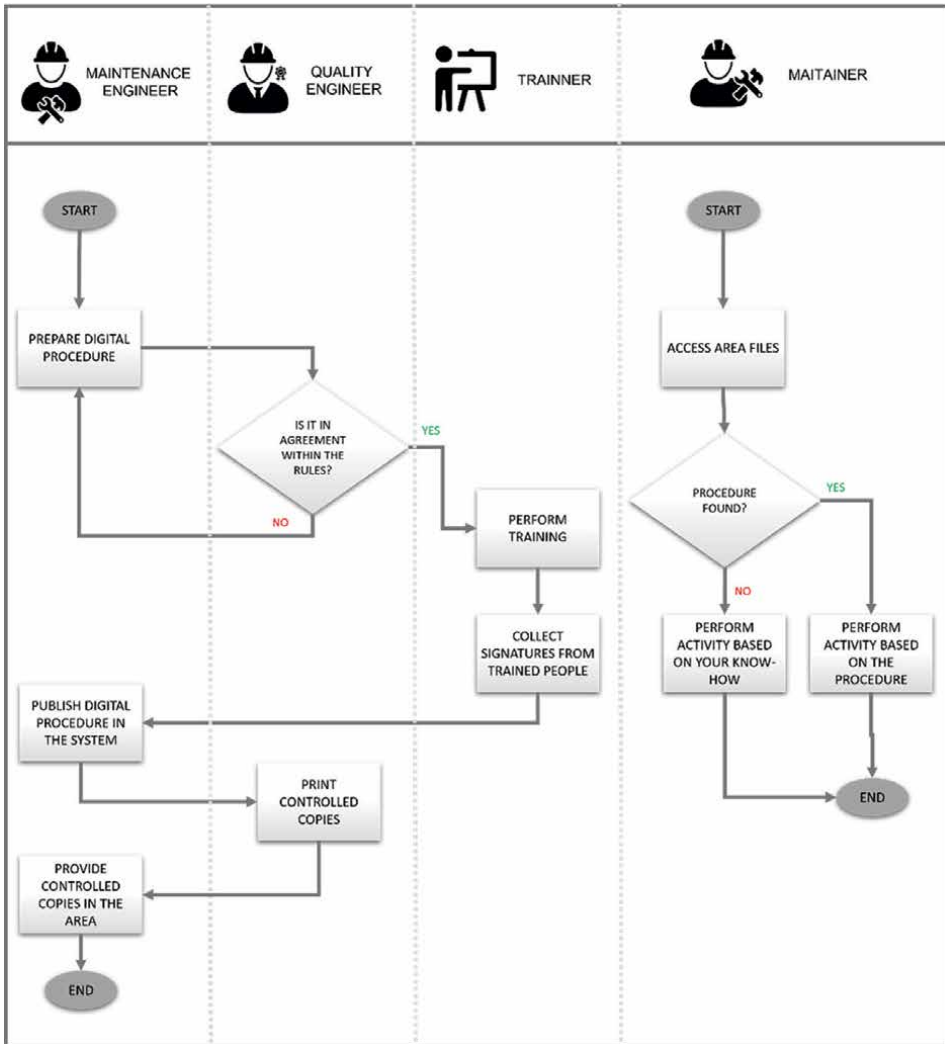 MAINTENANCE
ENGINEER
QUALITY
ENGINEER
TRAINNER
MAITAINER
START
START
PREPARE DIGITAL
PROCEDURE
ACCESS AREA FILES
IS IT IN
AGREEMENT
WITHIN THE
RULES?
YES
NO
PROCEDURE
FOUND?
YES
NO
PERFORM
TRAINING
COLLECT
SIGNATURES FROM
TRAINED PEOPLE
PERFORM
ACTIVITY BASED
ON YOUR KNOW-
HOW
PERFORM
ACTIVITY BASED
ON THE
PROCEDURE
PUBLISH DIGITAL
PROCEDURE IN
THE SYSTEM
PRINT
CONTROLLED
COPIES
END
PROVIDE
CONTROLLED
COPIES IN THE
AREA
END